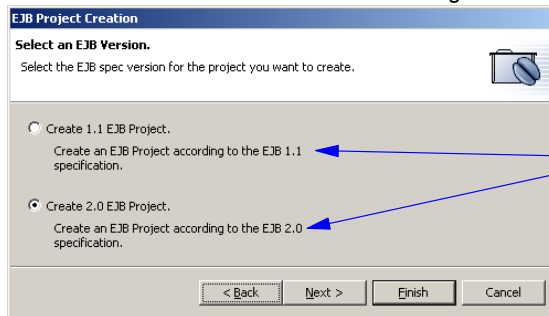 EJB Project Creation
Select an EJB Version.
Select the EJB spec version for the project you want to create.
Create 1.1 EJB Project.
Create an EJB Project according to the EJB 1.1
specification.
Create 2.0 EJB Project.
Create an EJB Project according to the EJB 2.0
specification.
< Back Next > Finish Cancel